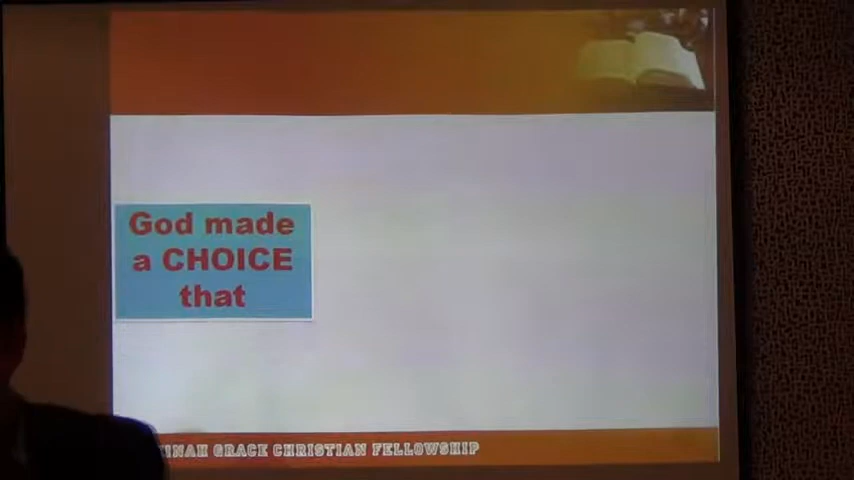 God made
a CHOICE
that
GRACE CHRISTIAN FELLOWSHIP